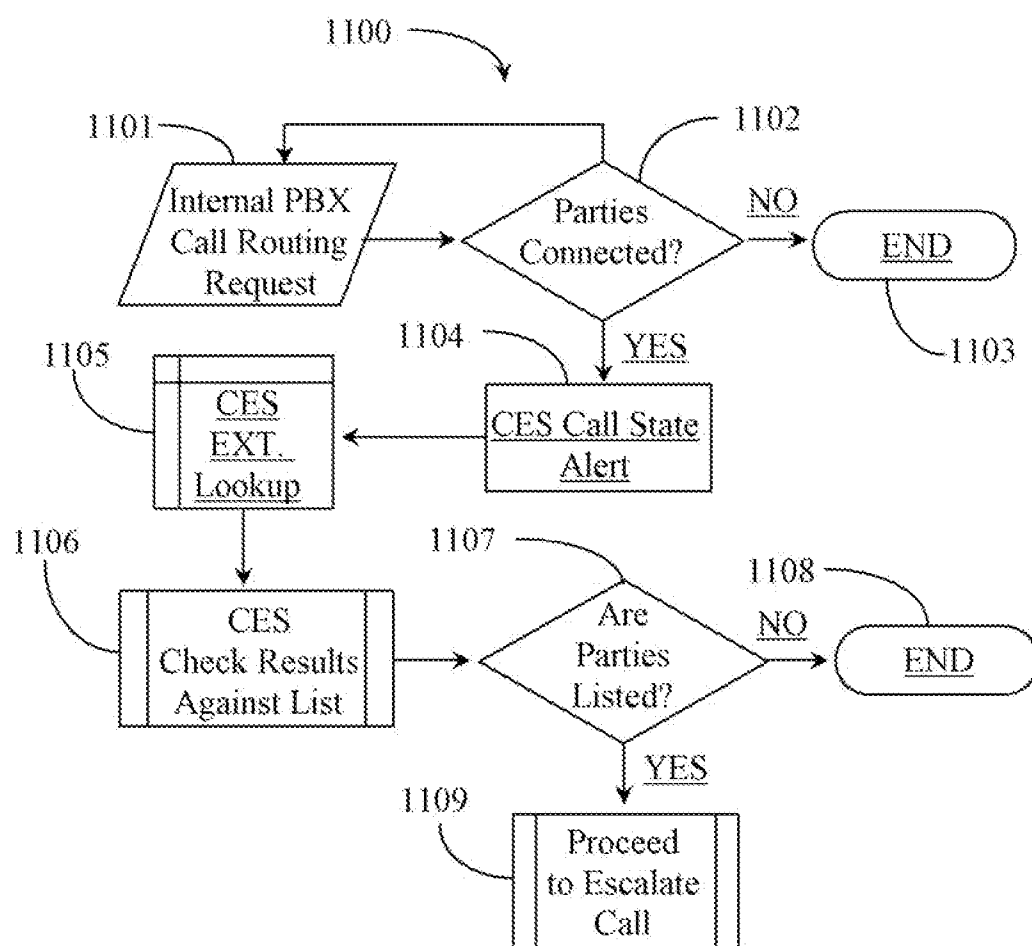 1100
1101
1102
Internal PBX
Call Routing
Request
Parties
Connected?
NO
END
1103
YES
1104
1105
CES
EXT.
Lookup
CES Call State
Alert
1106
1107
1108
CES
Check Results
Against List
Are
Parties
Listed?
NO
END
YES
1109
Proceed
to Escalate
Call